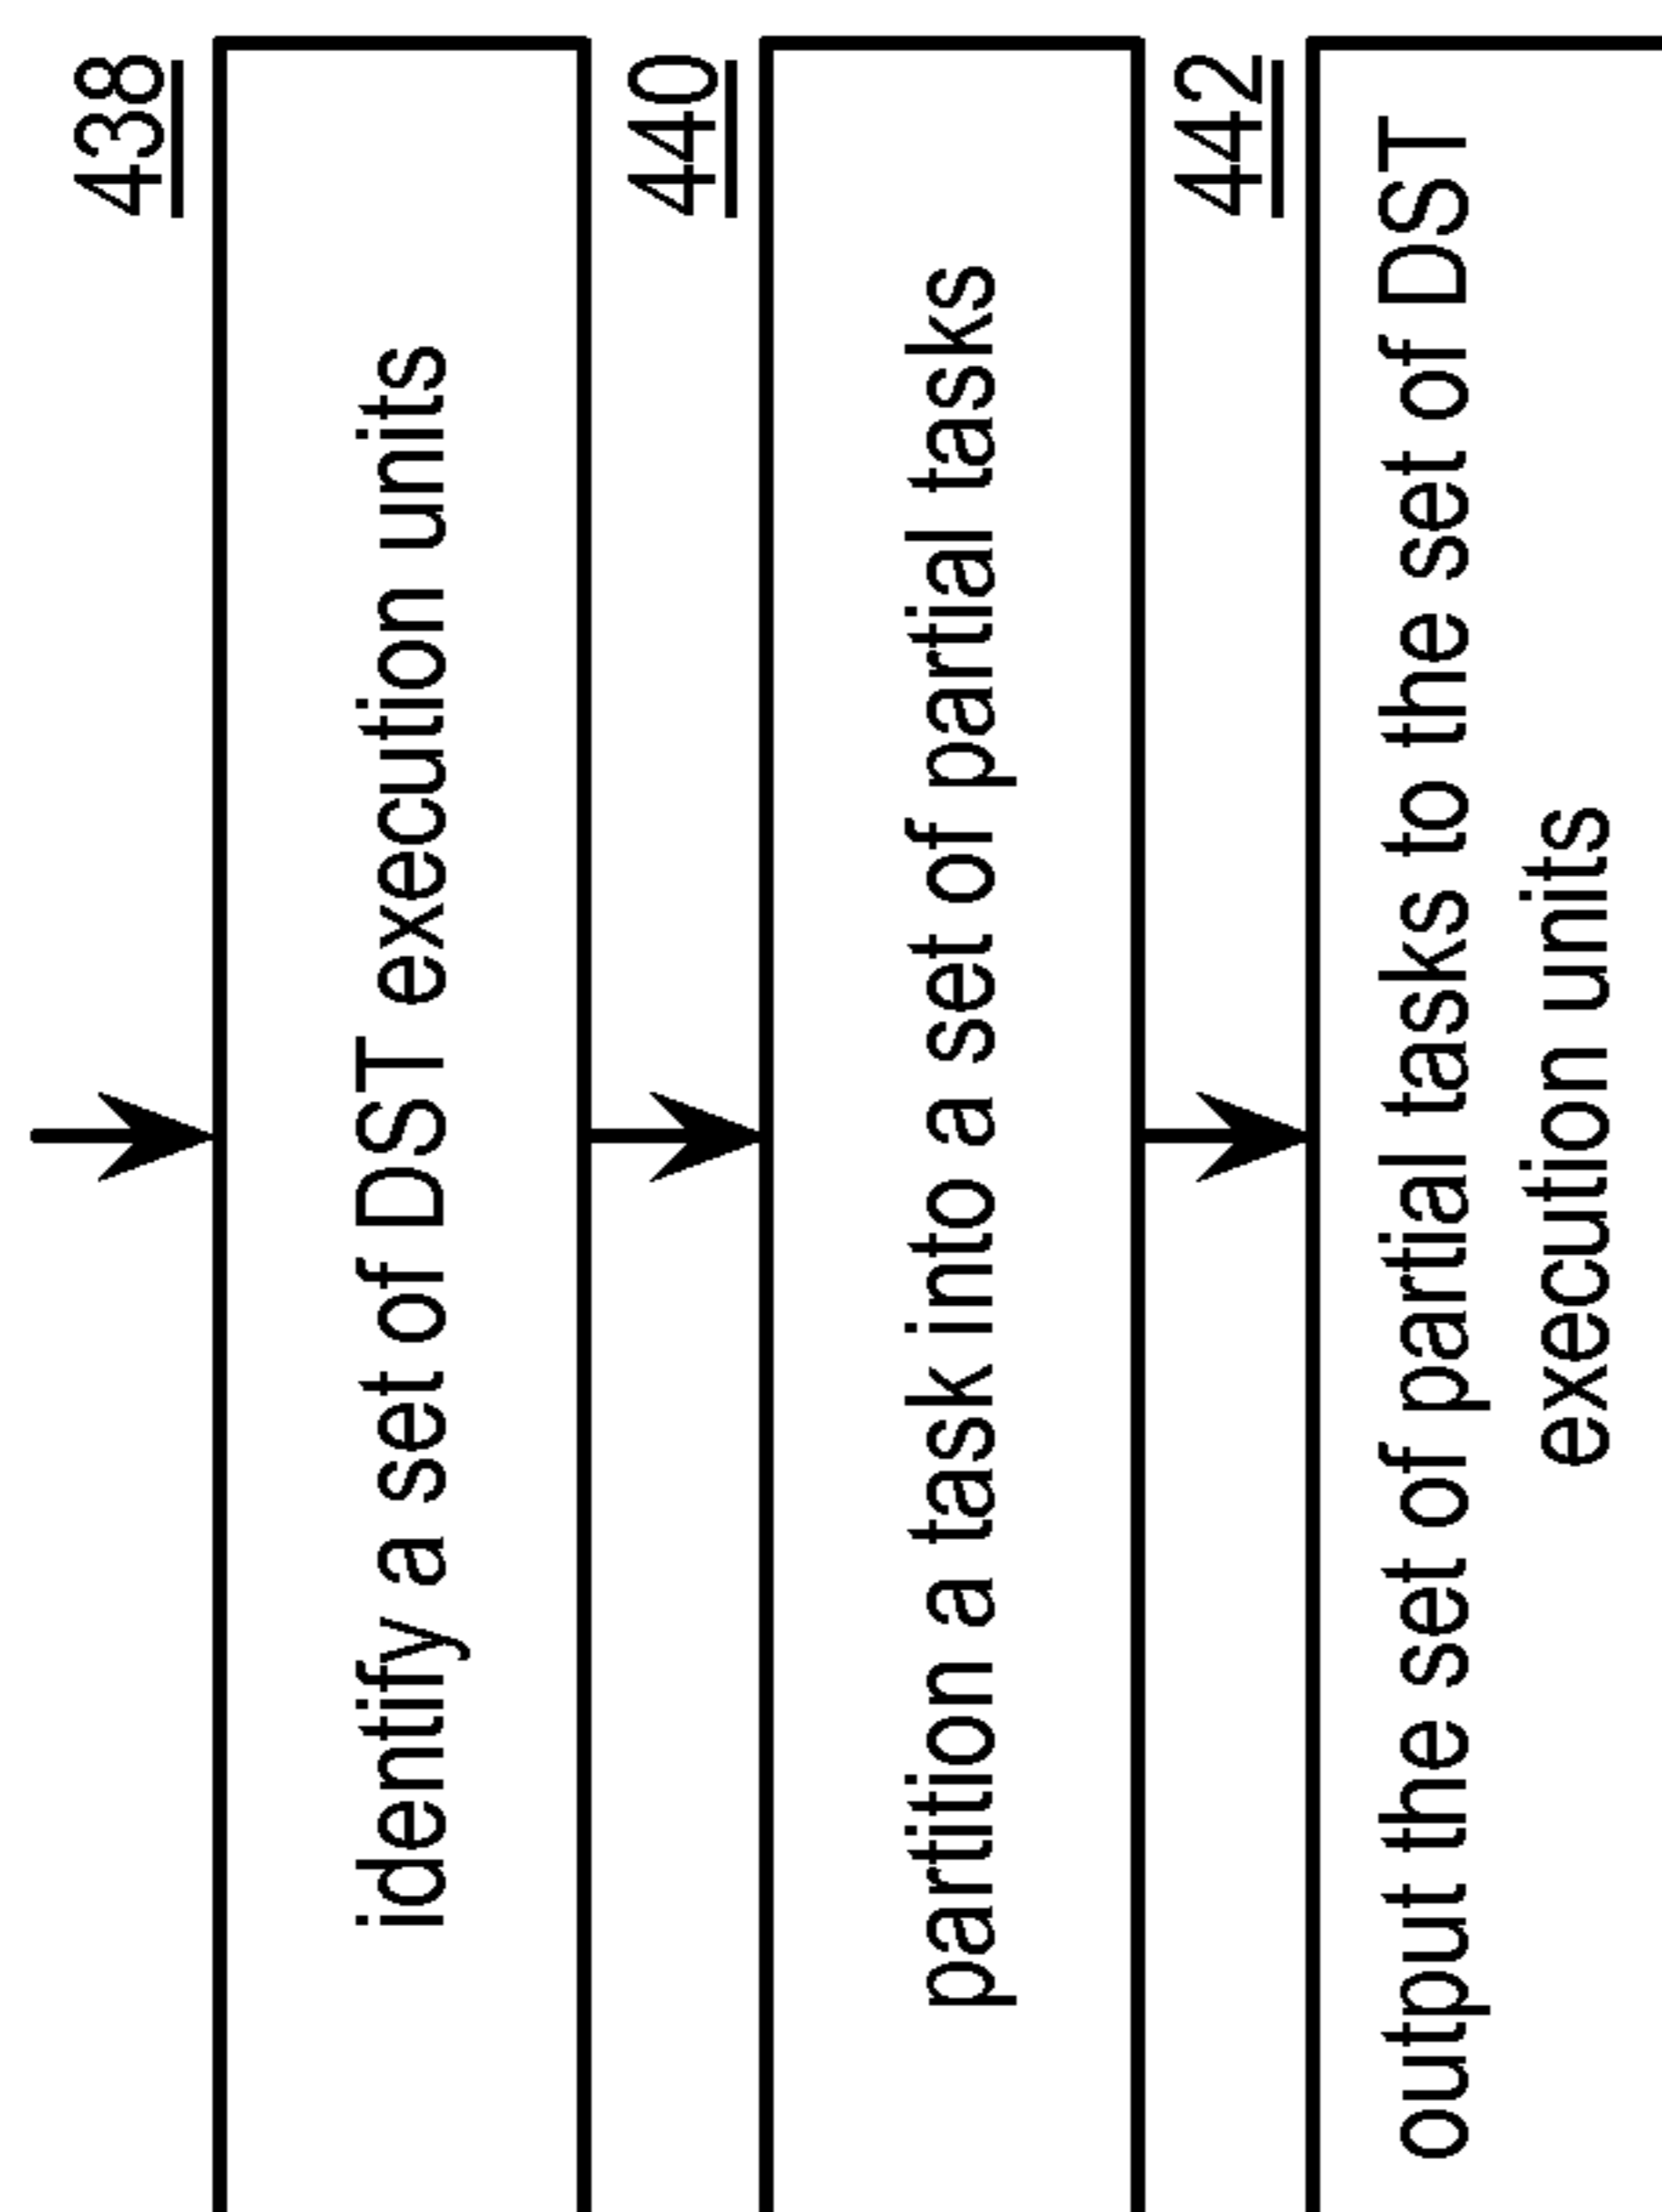 438
identify a set of DST execution units
440
partition a task into a set of partial tasks
442
output the set of partial tasks to the set of DST
execution units